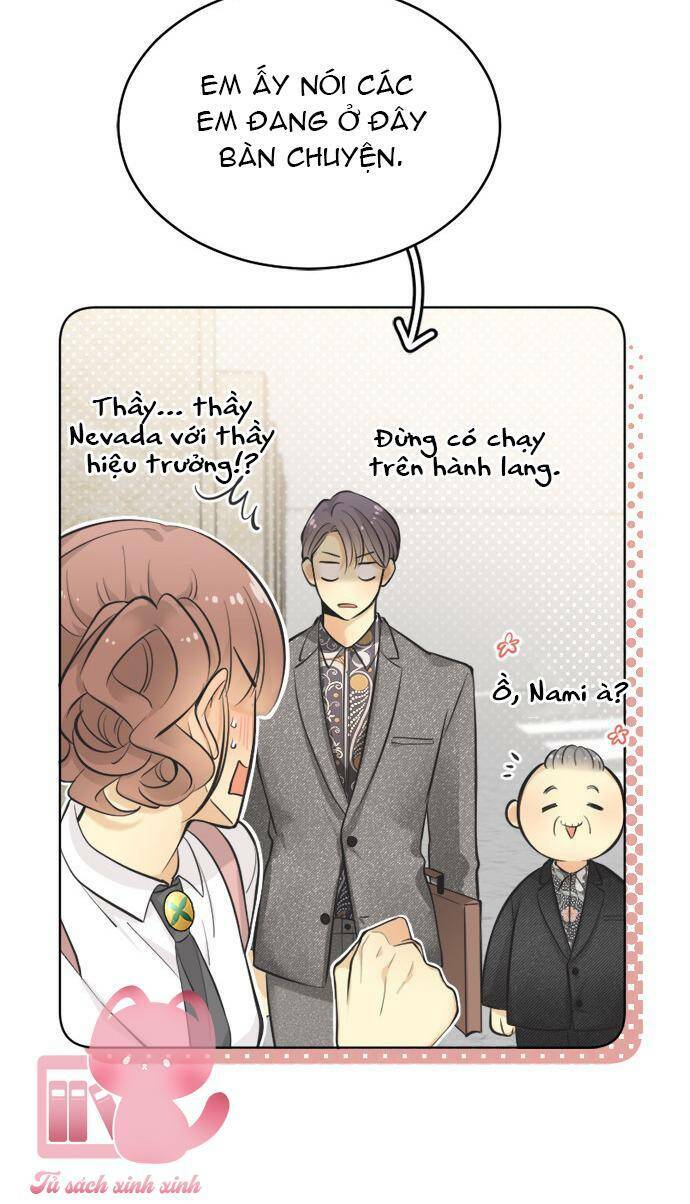 EM ẤY NÓI CÁC
EM ĐANG Ở ĐÂY
BÀN CHUYỆN.
Thầy... thầy
Nevada với thầy
hiệu trưởng!?
Đừng có chạy
trên hành lang.
Ồ, Nami à?
Tủ sách xinh xinh